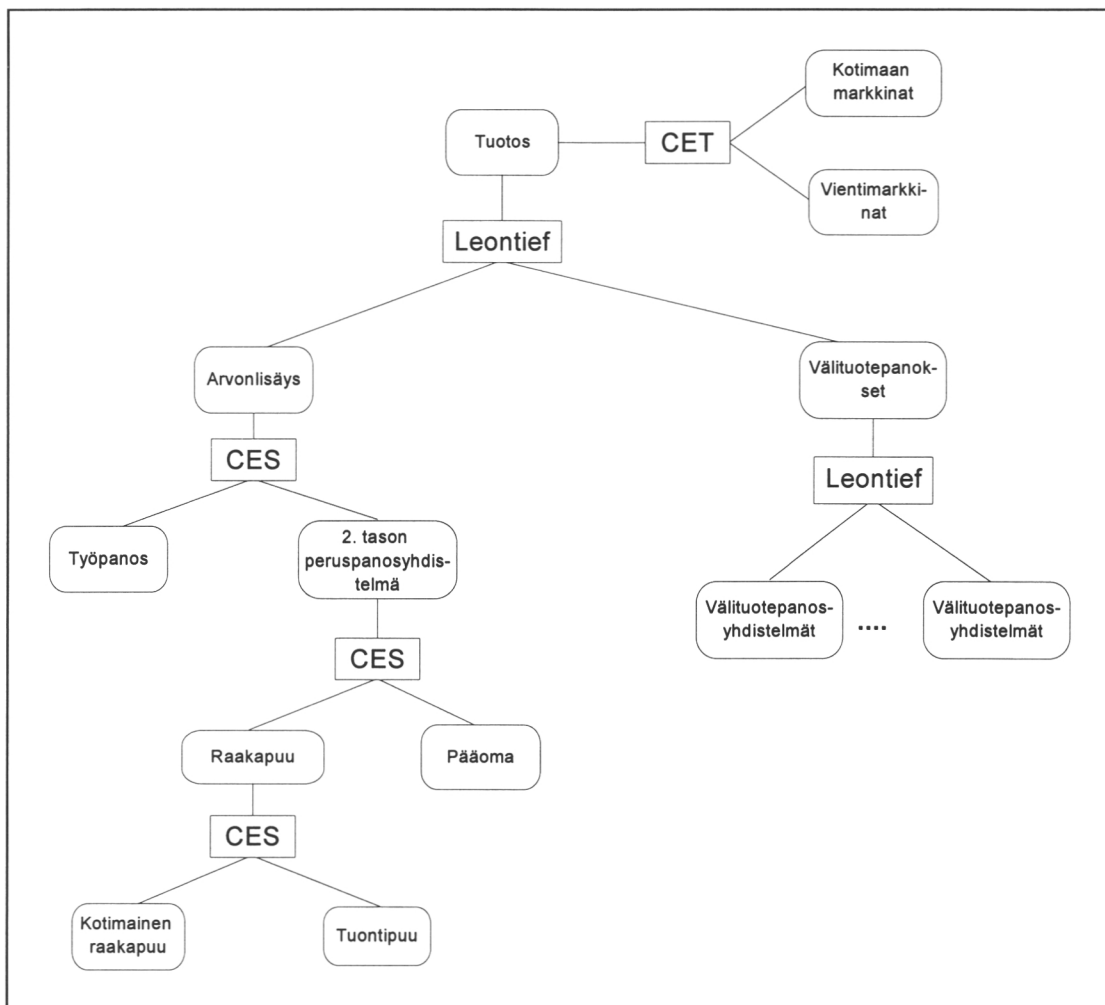 Kotimaan
markkinat
Tuotos
CET
Vientimarkki-
nat
Leontief
Arvonlisäys
Välituotepanok-
set
CES
Leontief
Työpanos
2. tason
peruspanosyhdis-
telmä
Välituotepanos-
yhdistelmät
....
Välituotepanos-
yhdistelmät
CES
Raakapuu
Pääoma
CES
Kotimainen
raakapuu
Tuontipuu